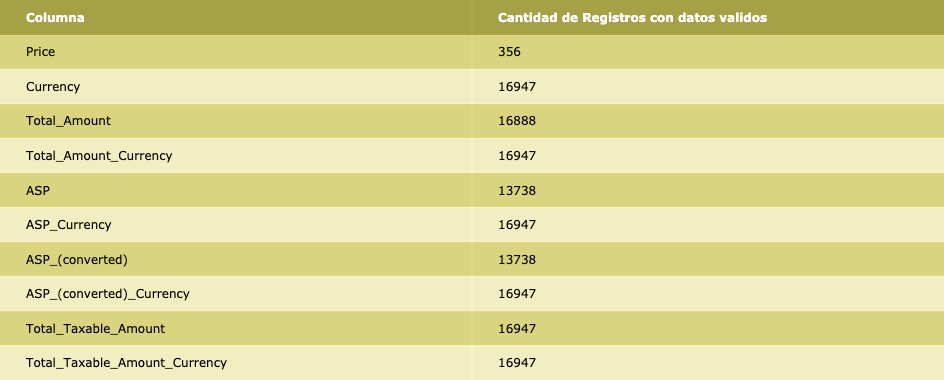 Columna Cantidad de Registros con datos validos
Price 356
Currency 16947
Total_Amount 16888
Total_Amount_Currency 16947
ASP 13738
ASP_Currency 16947
ASP_(converted) 13738
ASP_(converted)_Currency 16947
Total_Taxable_Amount 16947
Total_Taxable_Amount_Currency 16947